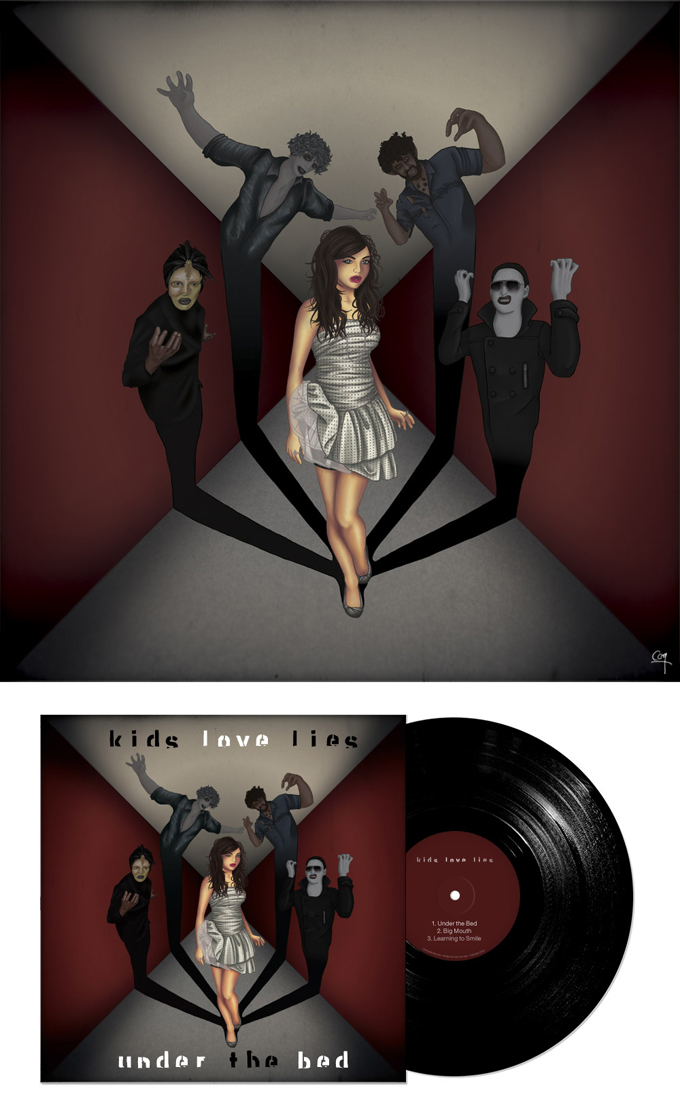 Coq
kids love lies
under the bed
kids love lies
1. Under the Bed
2. Big Mouth
3. Learning to Smile